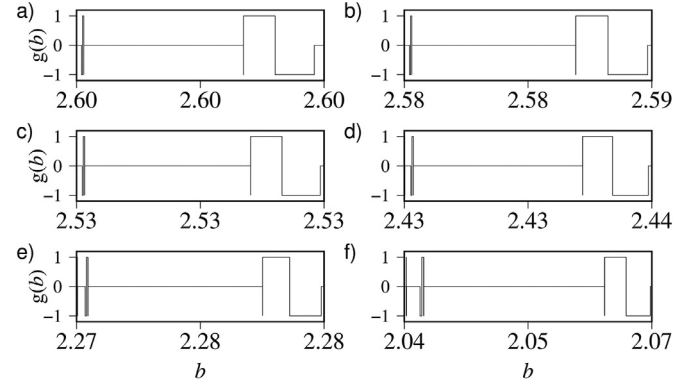 a)
g(b)
1
0
−1
2.60 2.60 2.60
b)
1
0
−1
2.58 2.58 2.59
c)
g(b)
1
0
−1
2.53 2.53 2.53
d)
1
0
−1
2.43 2.43 2.44
e)
g(b)
1
0
−1
2.27 2.28 2.28
b
f)
1
0
−1
2.04 2.05 2.07
b